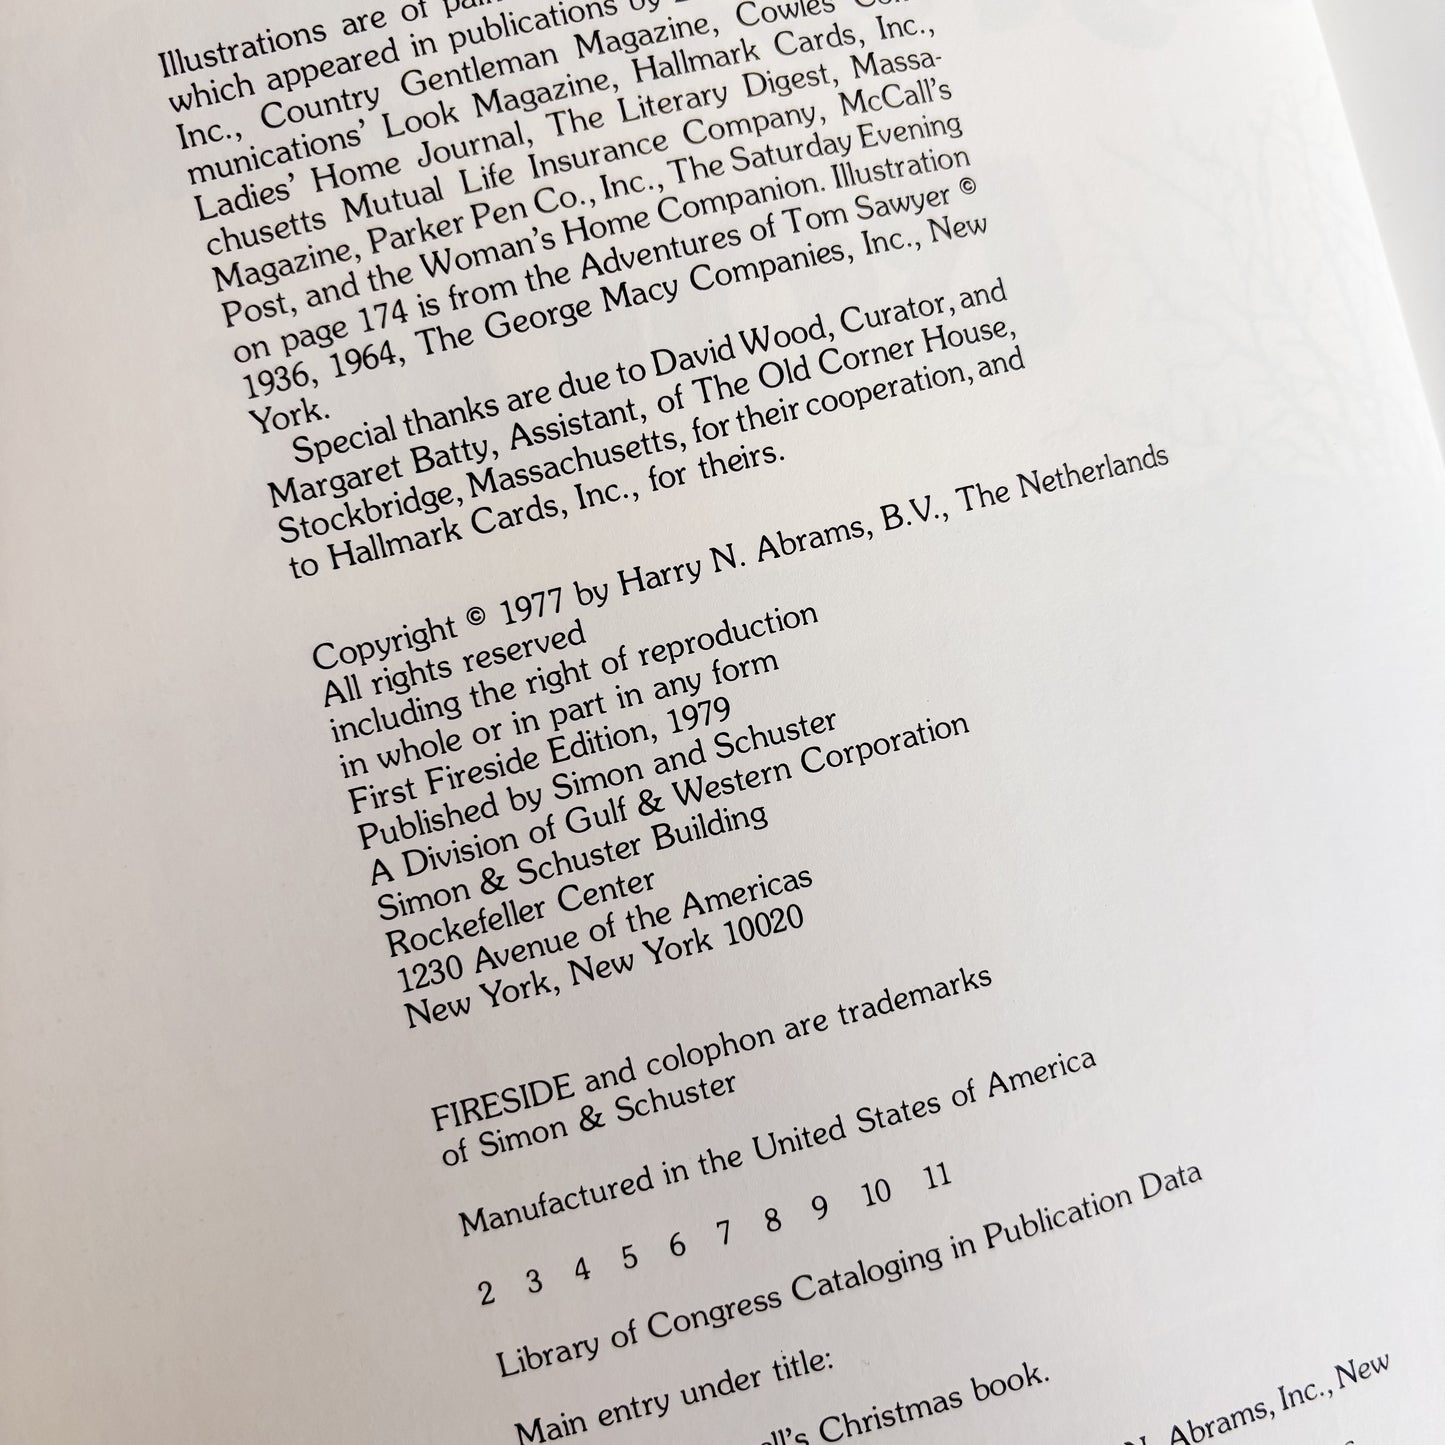 Illustrations are of
which appeared in publications by
Inc., Country Gentleman Magazine, Cowles
munications' Look Magazine, Hallmark Cards, Inc.,
Ladies' Home Journal, The Literary Digest, Massa-
chusetts Mutual Life Insurance Company, McCall's
Magazine, Parker Pen Co., Inc., The Saturday Evening
Post, and the Woman's Home Companion. Illustration
on page 174 is from the Adventures of Tom Sawyer ©
1936, 1964, The George Macy Companies, Inc., New
York.
Special thanks are due to David Wood, Curator, and
Margaret Batty, Assistant, of The Old Corner House,
Stockbridge, Massachusetts, for their cooperation, and
to Hallmark Cards, Inc., for theirs.
Copyright © 1977 by Harry N. Abrams, B.V., The Netherlands
All rights reserved
including the right of reproduction
in whole or in part in any form
First Fireside Edition, 1979
Published by Simon and Schuster
A Division of Gulf & Western Corporation
Simon & Schuster Building
Rockefeller Center
1230 Avenue of the Americas
New York, New York 10020
FIRESIDE and colophon are trademarks
of Simon & Schuster
Manufactured in the United States of America
2 3 4 5 6 7 8 9 10 11
Library of Congress Cataloging in Publication Data
Main entry under title:
Christmas book.
Abrams, Inc., New